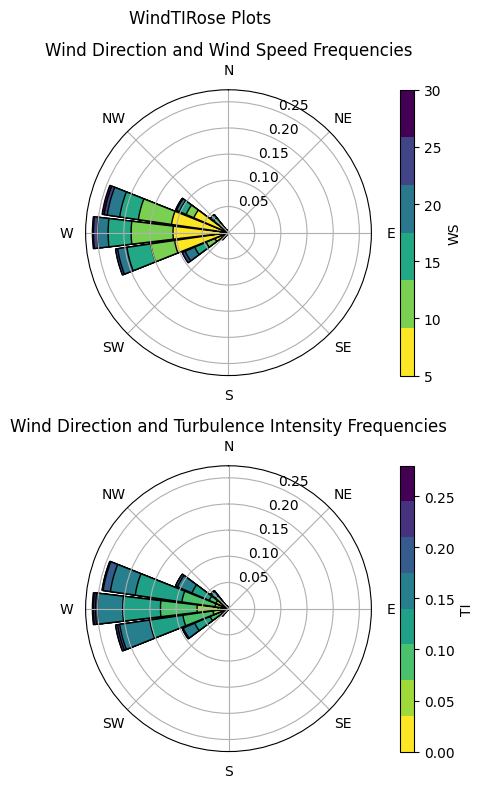 WindTIRose Plots
Wind Direction and Wind Speed Frequencies
N
NW
NE
0.25
0.20
0.15
0.10
0.05
W
E
SW
SE
S
30
25
20
15
10
5
WS
Wind Direction and Turbulence Intensity Frequencies
N
NW
NE
0.25
0.20
0.15
0.10
0.05
W
E
SW
SE
S
0.25
0.20
0.15
0.10
0.05
0.00
TI